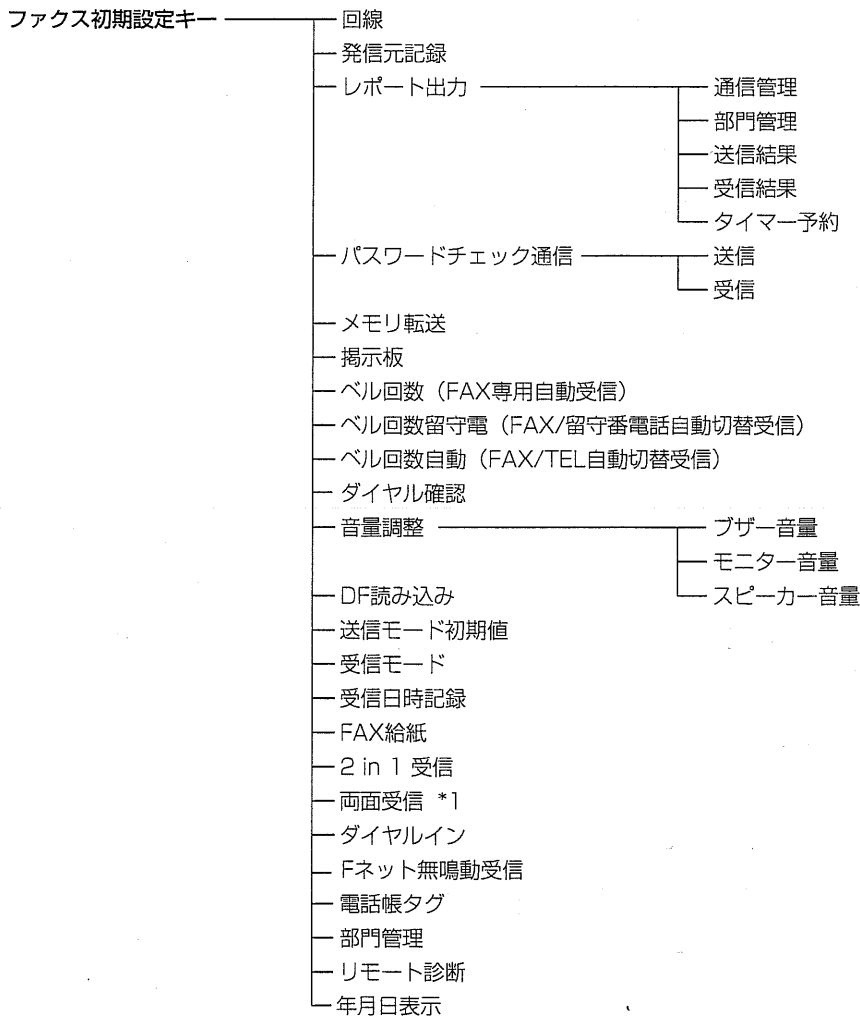 ファクス初期設定キー 回線
発信元記録
レポート出力 通信管理
部門管理
送信結果
受信結果
タイマー予約
パスワードチェック通信 送信
受信
メモリ転送
掲示板
ベル回数（FAX専用自動受信）
ベル回数留守電（FAX/留守番電話自動切替受信）
ベル回数自動（FAX/TEL自動切替受信）
ダイヤル確認
音量調整 ブザー音量
モニター音量
DF読み込み スピーカー音量
送信モード初期値
受信モード
受信日時記録
FAX給紙
2 in 1 受信
両面受信 *1
ダイヤルイン
Fネット無鳴動受信
電話帳タグ
部門管理
リモート診断
年月日表示